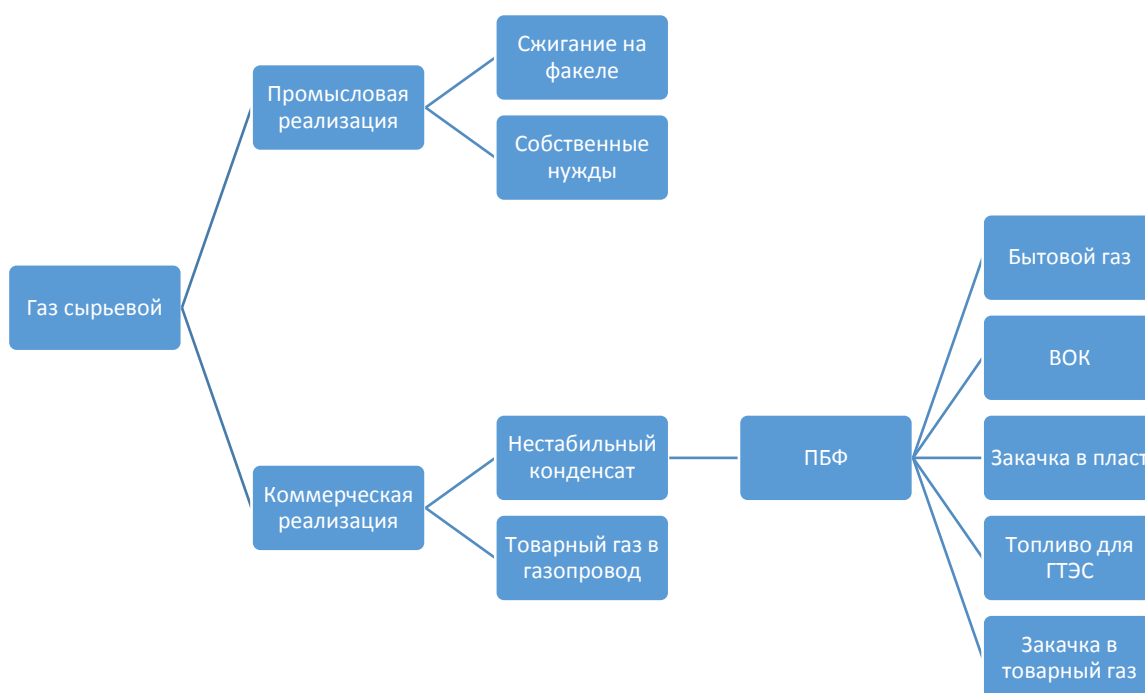 Сжигание на
факеле
Промысловая
реализация
Собственные
нужды
Бытовой газ
Газ сырьевой
ВОК
Нестабильный
конденсат
ПБФ
Закачка в пласт
Коммерческая
реализация
Товарный газ в
газопровод
Топливо для
ГТЭС
Закачка в
товарный газ